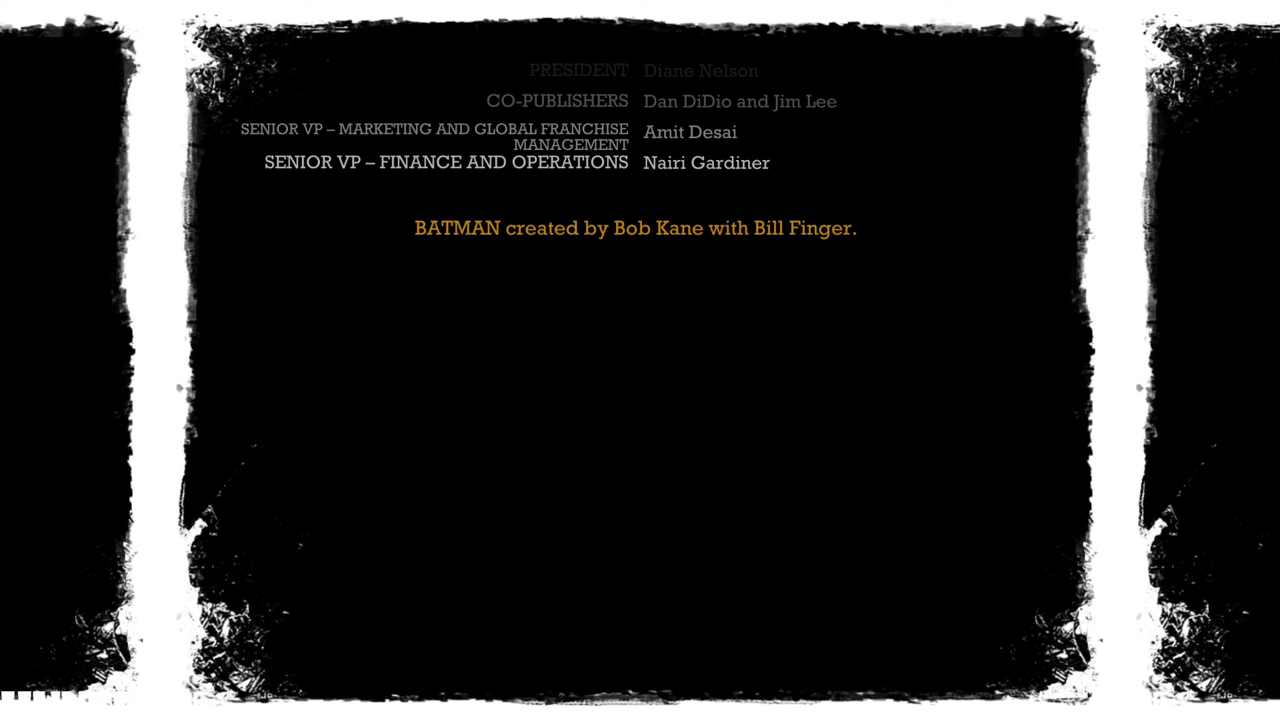 PRESIDENT Diane Nelson
CO-PUBLISHERS Dan DiDio and Jim Lee
SENIOR VP – MARKETING AND GLOBAL FRANCHISE
MANAGEMENT Amit Desai
SENIOR VP – FINANCE AND OPERATIONS Nairi Gardiner
BATMAN created by Bob Kane with Bill Finger.